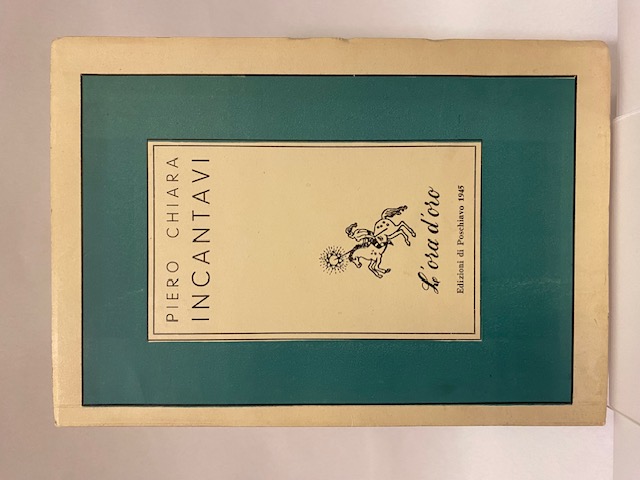 PIERO CHIARA
INCANTAVI
L'ora d'oro
Edizioni di Poschiavo 1945